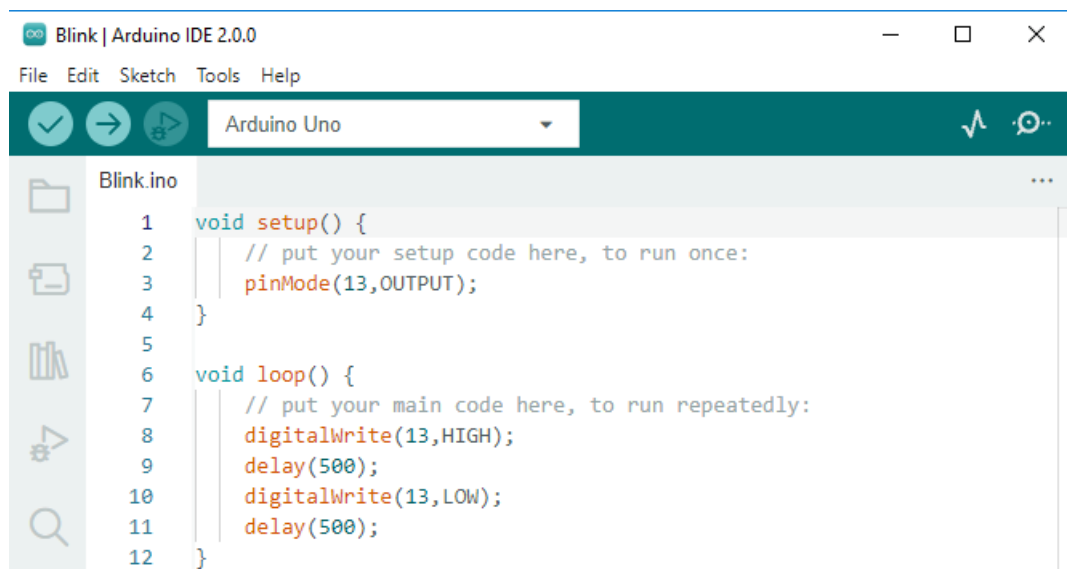 Blink | Arduino IDE 2.0.0
File Edit Sketch Tools Help
Arduino Uno
Blink.ino
1 void setup() {
2 // put your setup code here, to run once:
3 pinMode(13,OUTPUT);
4 }
5
6 void loop() {
7 // put your main code here, to run repeatedly:
8 digitalWrite(13,HIGH);
9 delay(500);
10 digitalWrite(13,LOW);
11 delay(500);
12 }